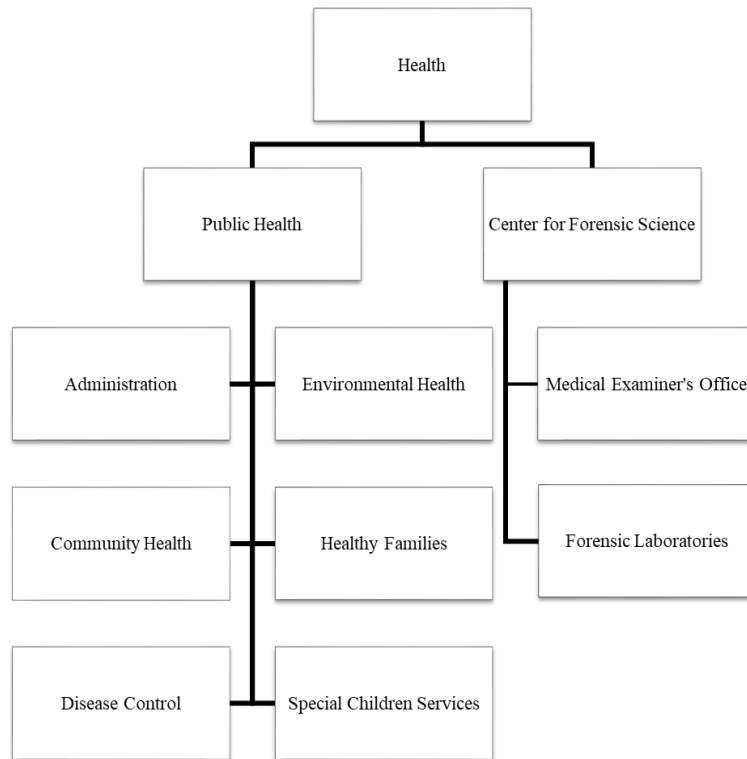 Health
Public Health
Center for Forensic Science
Administration
Environmental Health
Medical Examiner's Office
Community Health
Healthy Families
Forensic Laboratories
Disease Control
Special Children Services